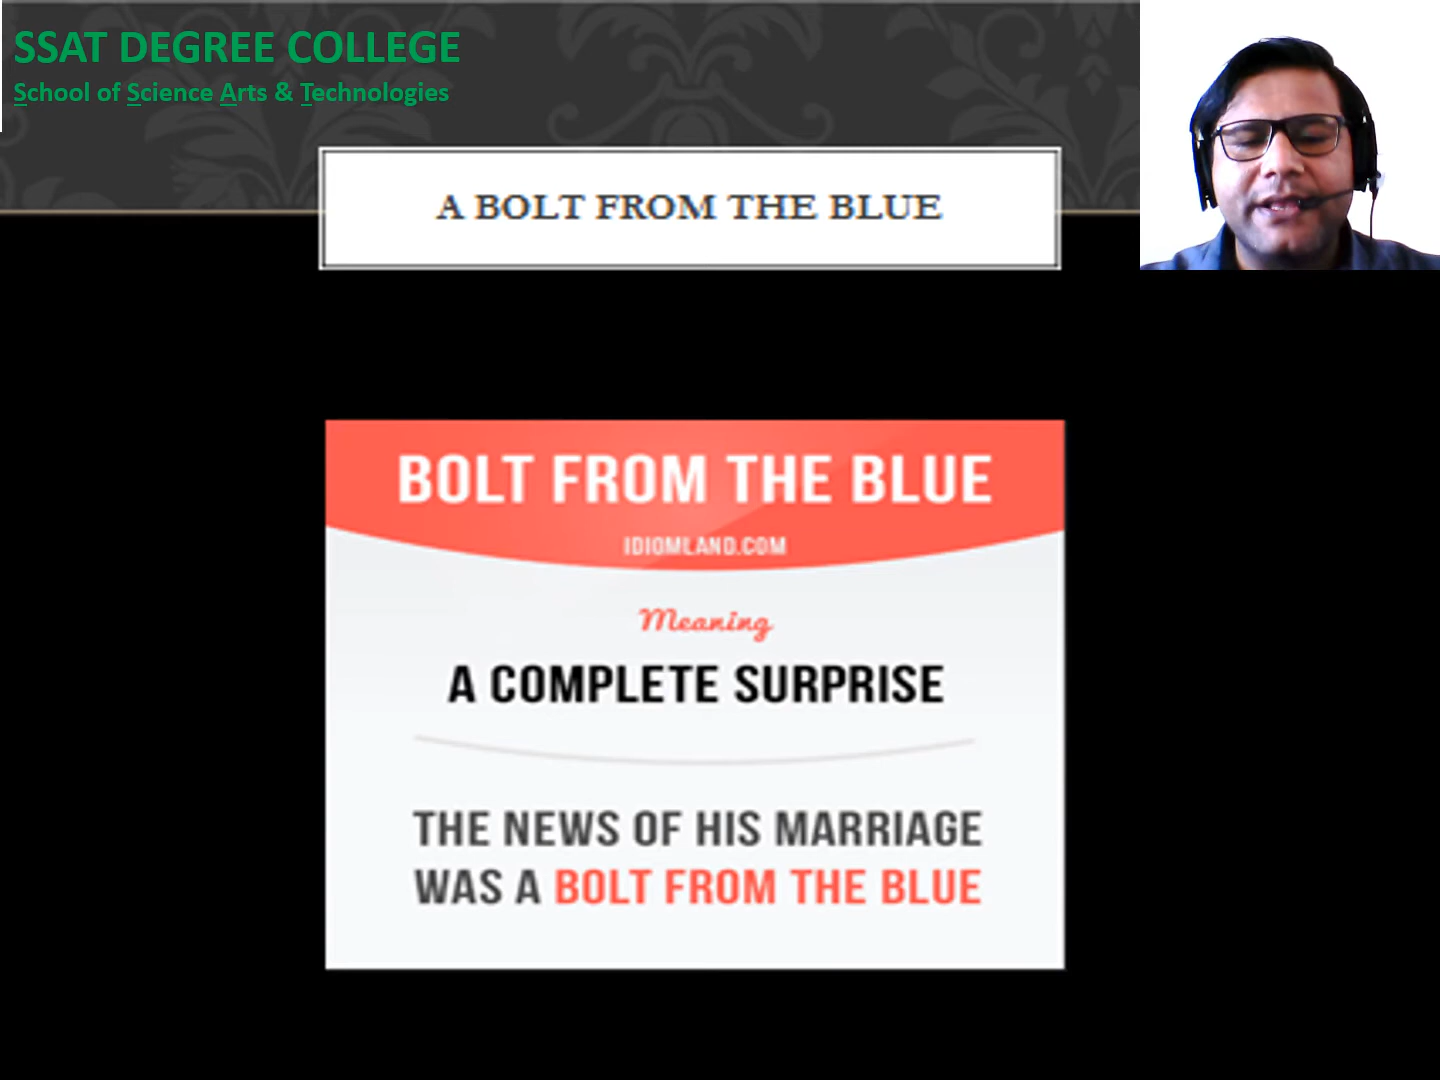 SSAT DEGREE COLLEGE
School of Science Arts & Technologies
A BOLT FROM THE BLUE
BOLT FROM THE BLUE
IDIOMLAND.COM
Meaning
A COMPLETE SURPRISE
THE NEWS OF HIS MARRIAGE
WAS A BOLT FROM THE BLUE